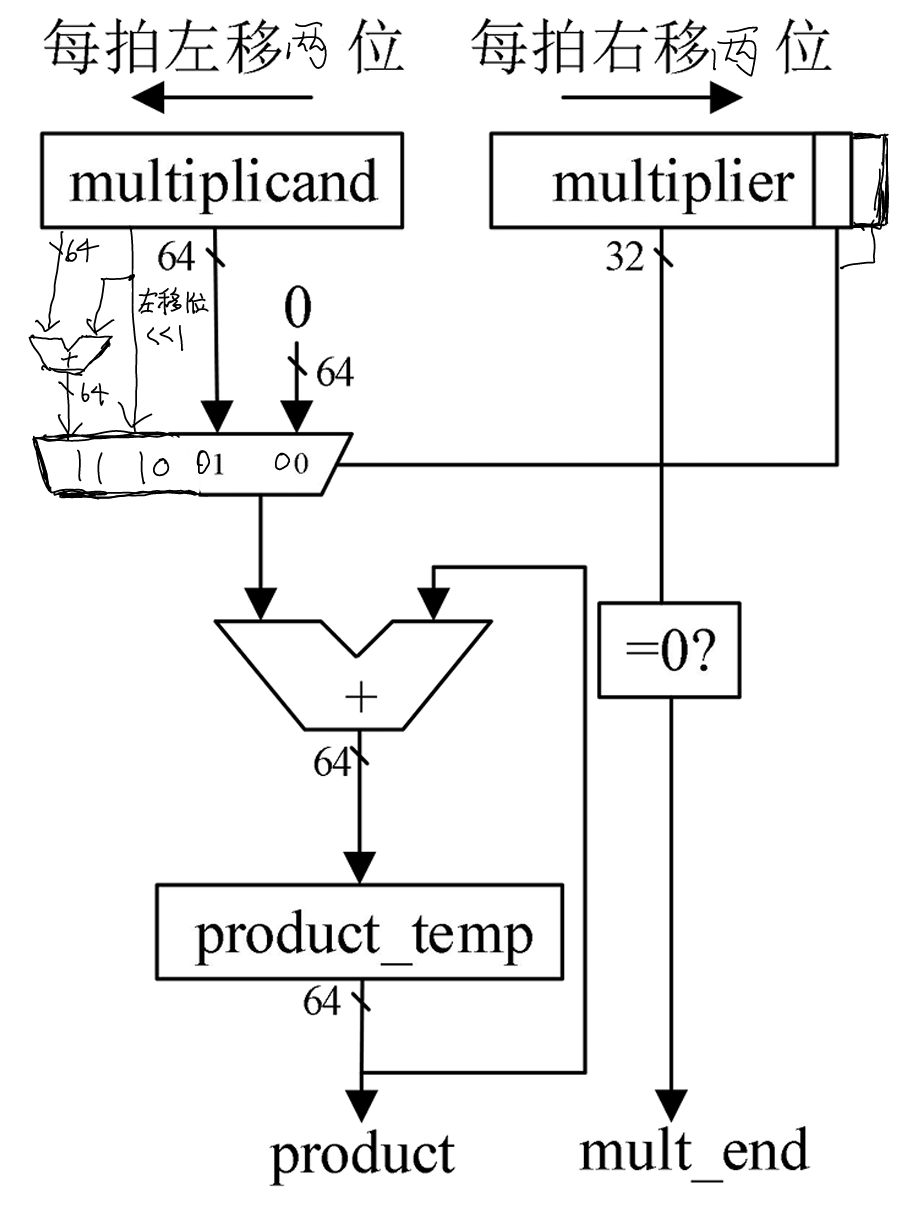 每拍左移两位
每拍右移两位
multiplicand
multiplier
64
64
32
左移1位
<<1
0
64
+
64
11 10 01 00
=0?
+
64
product_temp
64
product
mult_end